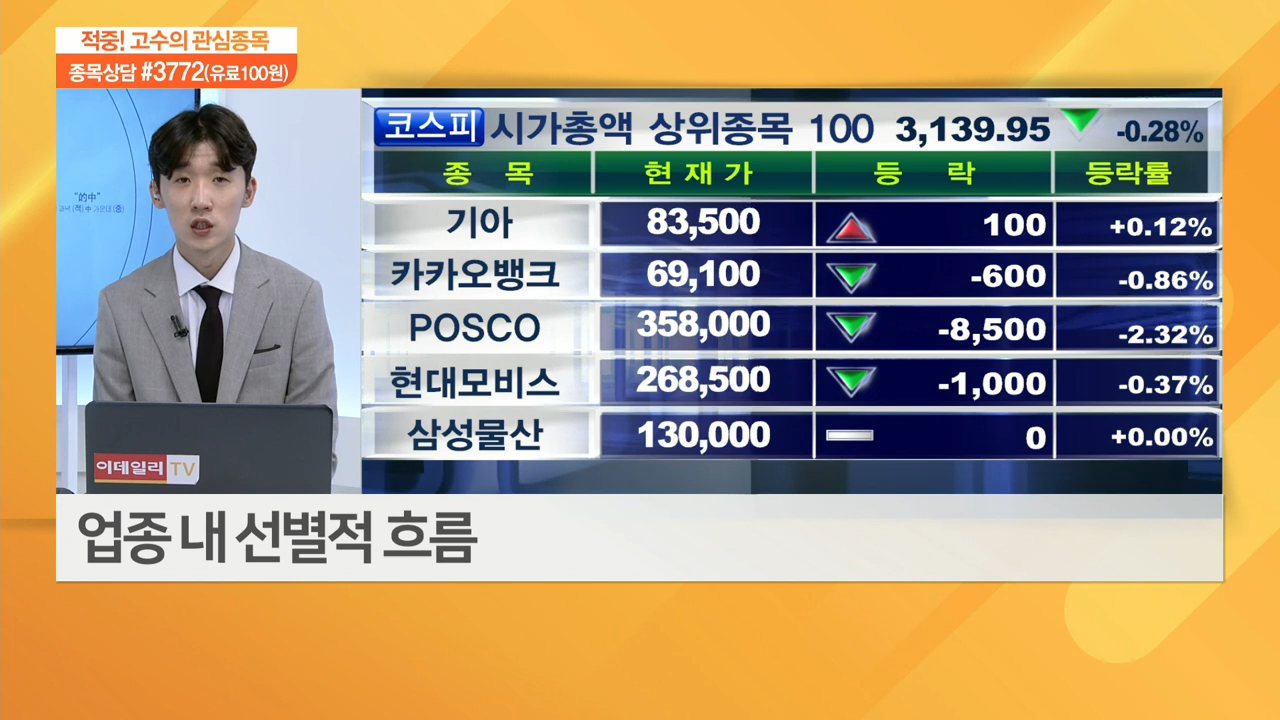 적중! 고수의 관심종목
종목상담 #3772(유료100원)
"的中"
코스피 시가총액 상위종목 100 3,139.95 -0.28%
종 목 현 재 가 등 락 등락률
기아 83,500 100 +0.12%
카카오뱅크 69,100 -600 -0.86%
POSCO 358,000 -8,500 -2.32%
현대모비스 268,500 -1,000 -0.37%
삼성물산 130,000 0 +0.00%
이데일리TV
업종 내 선별적 흐름